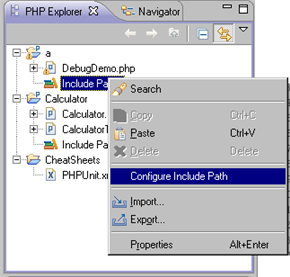 PHP Explorer Navigator
a
DebugDemo.php
Include Pa
Search
Calculator
Copy Ctrl+C
Calculator.
Paste Ctrl+V
CalculatorT
Delete Delete
Include Pa
Configure Include Path
CheatSheets
PHPUnit.x
Import...
Export...
Properties Alt+Enter